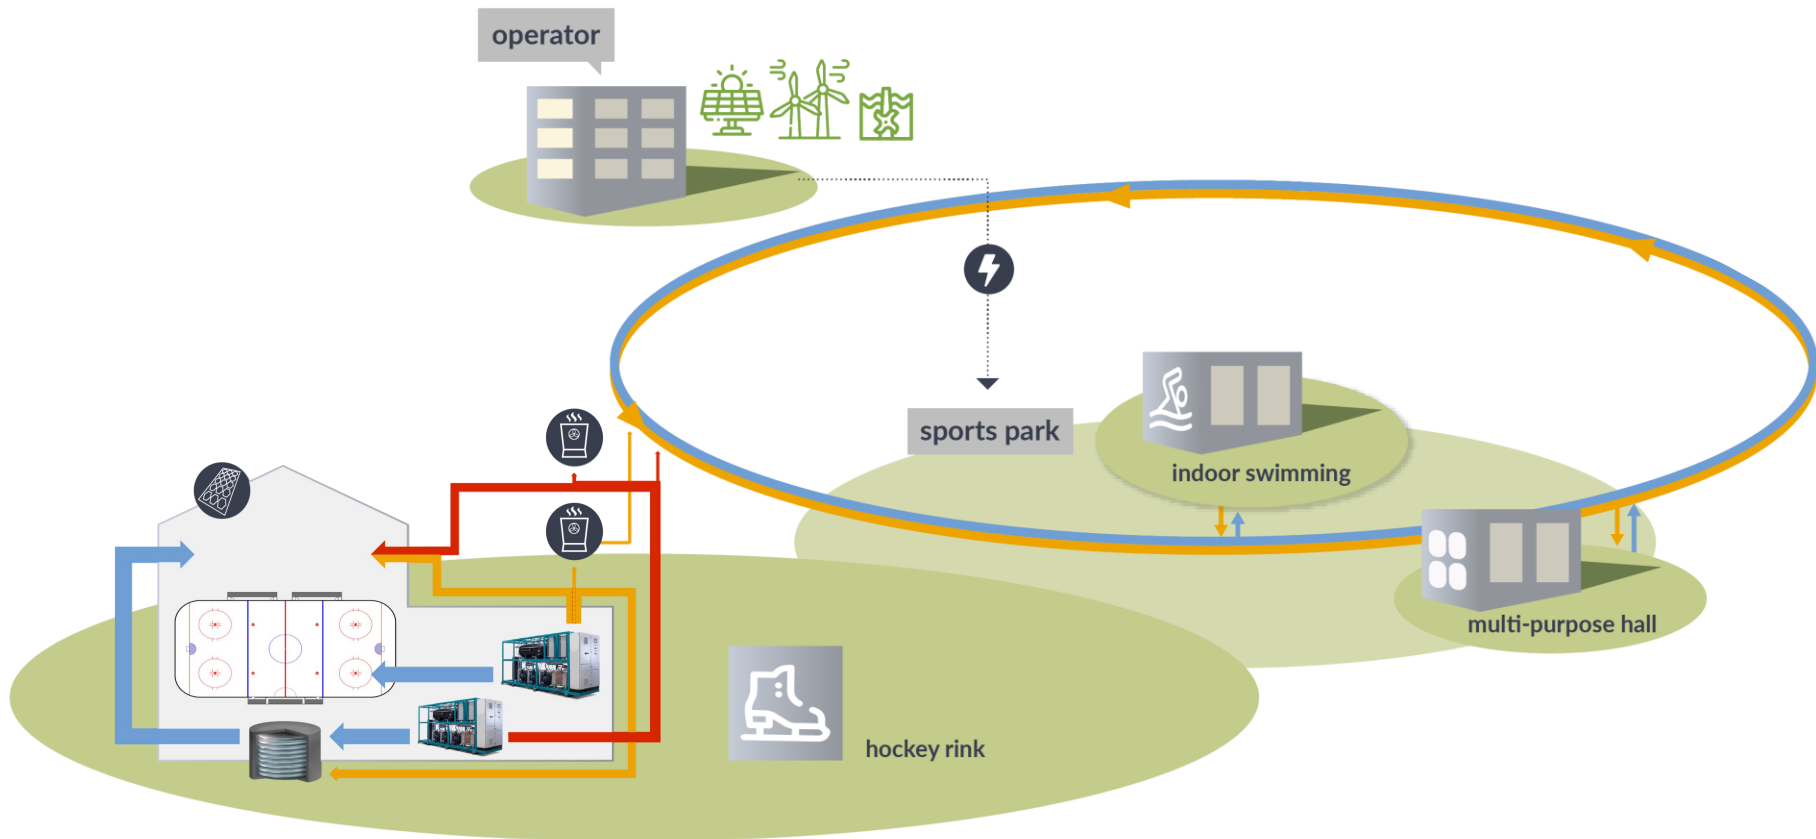 operator
sports park
indoor swimming
multi-purpose hall
hockey rink